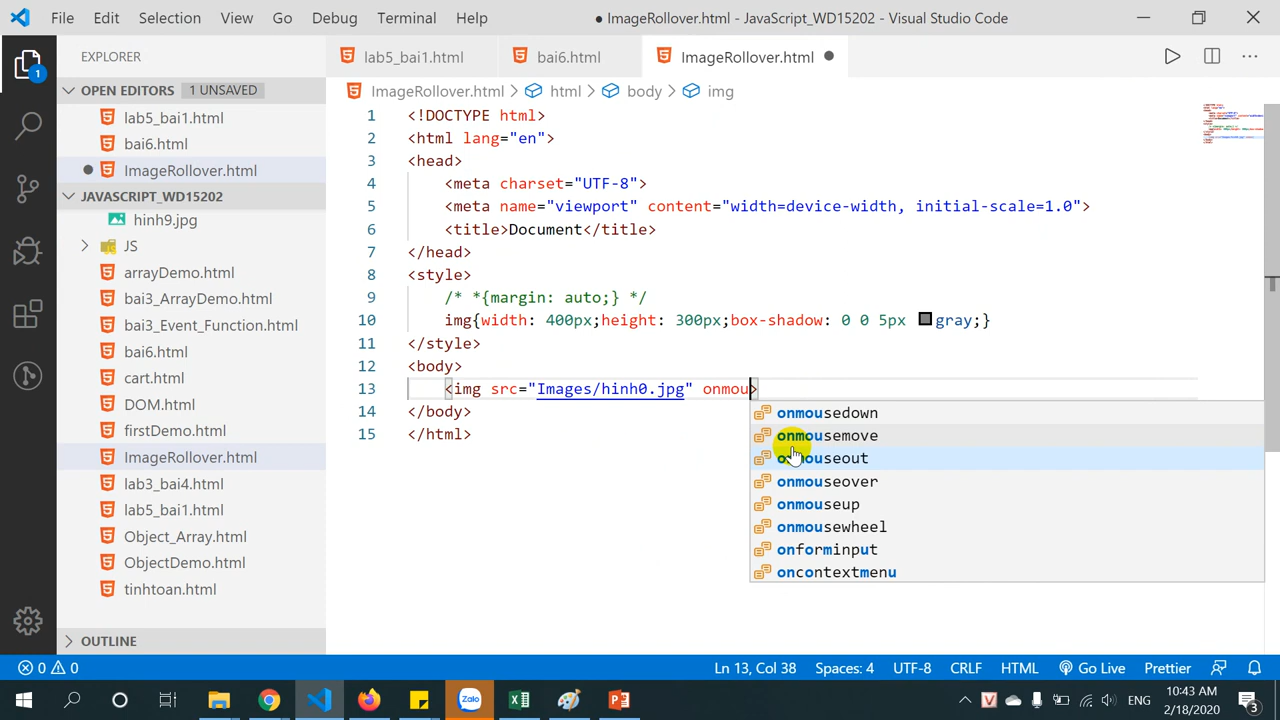 File Edit Selection View Go Debug Terminal Help ● ImageRollover.html - JavaScript_WD15202 - Visual Studio Code
EXPLORER
OPEN EDITORS 1 UNSAVED
lab5_bai1.html
bai6.html
ImageRollover.html
JAVASCRIPT_WD15202
hinh9.jpg
JS
arrayDemo.html
bai3_ArrayDemo.html
bai3_Event_Function.html
bai6.html
cart.html
DOM.html
firstDemo.html
ImageRollover.html
lab3_bai4.html
lab5_bai1.html
Object_Array.html
ObjectDemo.html
tinhtoan.html
OUTLINE
1
lab5_bai1.html bai6.html ImageRollover.html
ImageRollover.html > html > body > img
1 <!DOCTYPE html>
2 <html lang="en">
3 <head>
4 <meta charset="UTF-8">
5 <meta name="viewport" content="width=device-width, initial-scale=1.0">
6 <title>Document</title>
7 </head>
8 <style>
9 /* *{margin: auto;} */
10 img{width: 400px;height: 300px;box-shadow: 0 0 5px gray;}
11 </style>
12 <body>
13 <img src="Images/hinh0.jpg" onmou>
14 </body>
15 </html>
onmousedown
onmousemove
onmouseout
onmouseover
onmouseup
onmousewheel
onforminput
oncontextmenu
0 0 Ln 13, Col 38 Spaces: 4 UTF-8 CRLF HTML Go Live Prettier
Zalo ENG 10:43 AM
2/18/2020
3